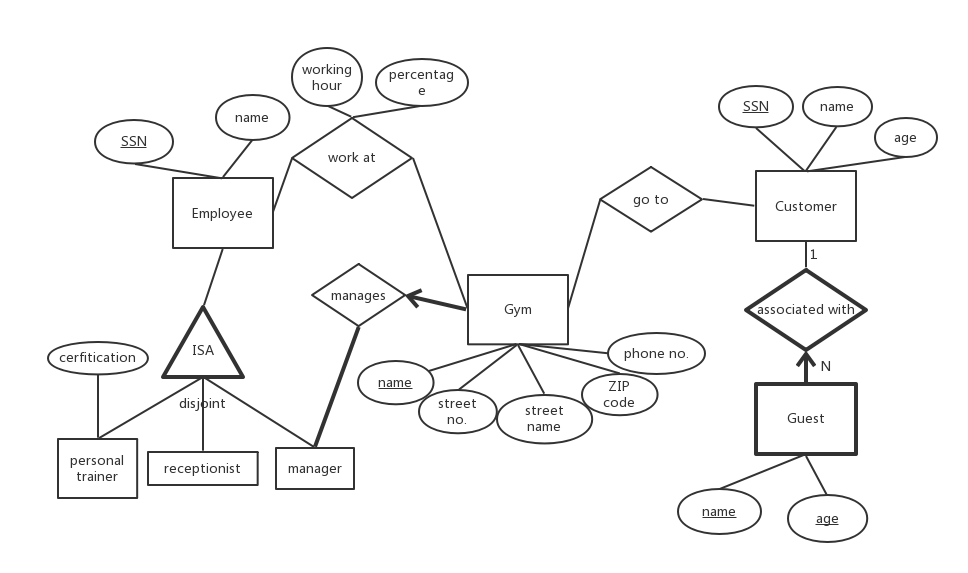 working
hour
percentag
e
SSN
name
SSN
name
age
work at
go to
Employee
Customer
1
manages
Gym
associated with
ISA
cerfitication
phone no.
N
name
ZIP
code
disjoint
street
no.
street
name
Guest
personal
trainer
receptionist
manager
name
age